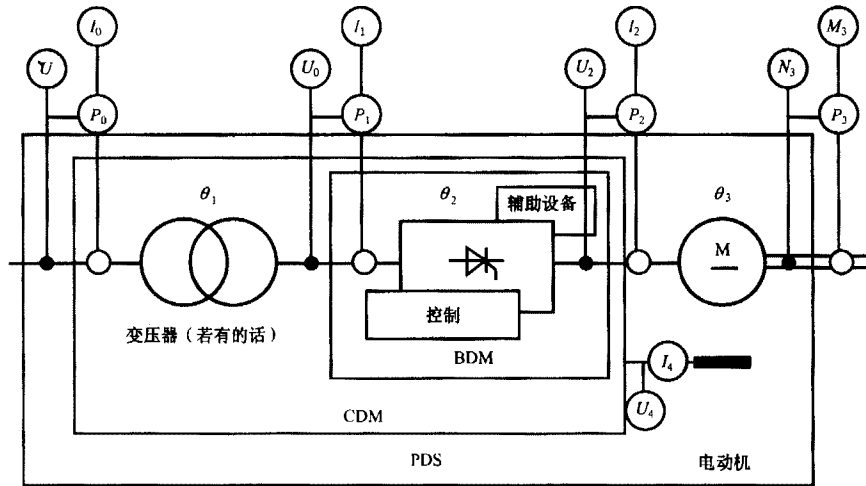 I₀ I₁ I₂ M₃
U U₀ U₂ N₃
P₀ P₁ P₂ P₃
θ₁ θ₂ θ₃
辅助设备
M
控制
变压器（若有的话）
BDM
I₄
U₄
CDM
PDS 电动机